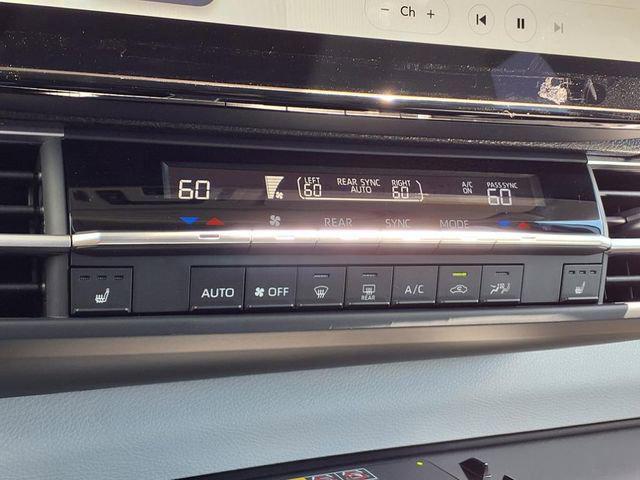 − Ch +
LEFT REAR SYNC RIGHT A/C PASS SYNC
60 60 AUTO 60 ON 60
REAR SYNC MODE
AUTO OFF REAR A/C